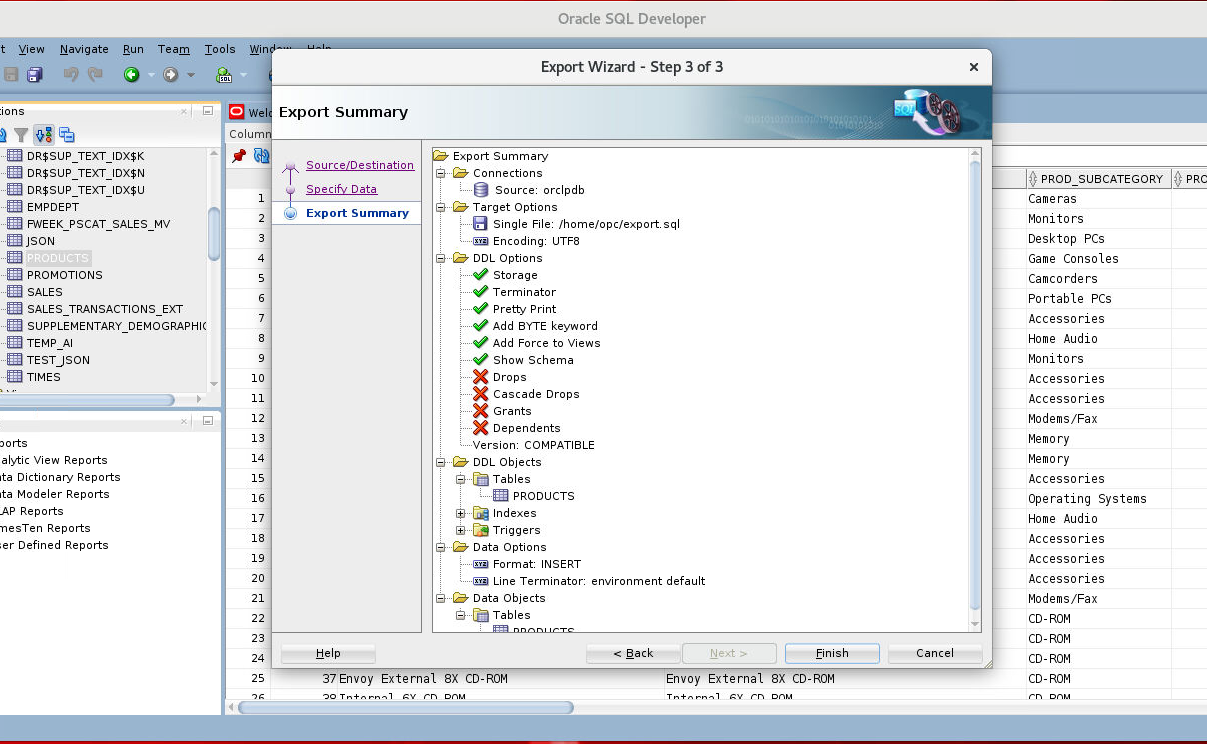 Oracle SQL Developer
t View Navigate Run Team Tools Window Help
SQL
tions
DR$SUP_TEXT_IDX$K
DR$SUP_TEXT_IDX$N
DR$SUP_TEXT_IDX$U
EMPDEPT
FWEEK_PSCAT_SALES_MV
JSON
PRODUCTS
PROMOTIONS
SALES
SALES_TRANSACTIONS_EXT
SUPPLEMENTARY_DEMOGRAPHIC
TEMP_AI
TEST_JSON
TIMES
ports
alytic View Reports
ata Dictionary Reports
ata Modeler Reports
LAP Reports
mesTen Reports
ser Defined Reports
Welc
Column
Export Wizard - Step 3 of 3
Export Summary
SQL
Source/Destination
Specify Data
Export Summary
Export Summary
Connections
Source: orclpdb
Target Options
Single File: /home/opc/export.sql
Encoding: UTF8
DDL Options
Storage
Terminator
Pretty Print
Add BYTE keyword
Add Force to Views
Show Schema
Drops
Cascade Drops
Grants
Dependents
Version: COMPATIBLE
DDL Objects
Tables
PRODUCTS
Indexes
Triggers
Data Options
Format: INSERT
Line Terminator: environment default
Data Objects
Tables
PRODUCTS
Help
< Back
Next >
Finish
Cancel
PROD_SUBCATEGORY PRO
1 Cameras
2 Monitors
3 Desktop PCs
4 Game Consoles
5 Camcorders
6 Portable PCs
7 Accessories
8 Home Audio
9 Monitors
10 Accessories
11 Accessories
12 Modems/Fax
13 Memory
14 Memory
15 Accessories
16 Operating Systems
17 Home Audio
18 Accessories
19 Accessories
20 Accessories
21 Modems/Fax
22 CD-ROM
23 CD-ROM
24 CD-ROM
25 37 Envoy External 8X CD-ROM Envoy External 8X CD-ROM CD-ROM
26 38 Internal 6X CD-ROM Internal 6X CD-ROM CD-ROM